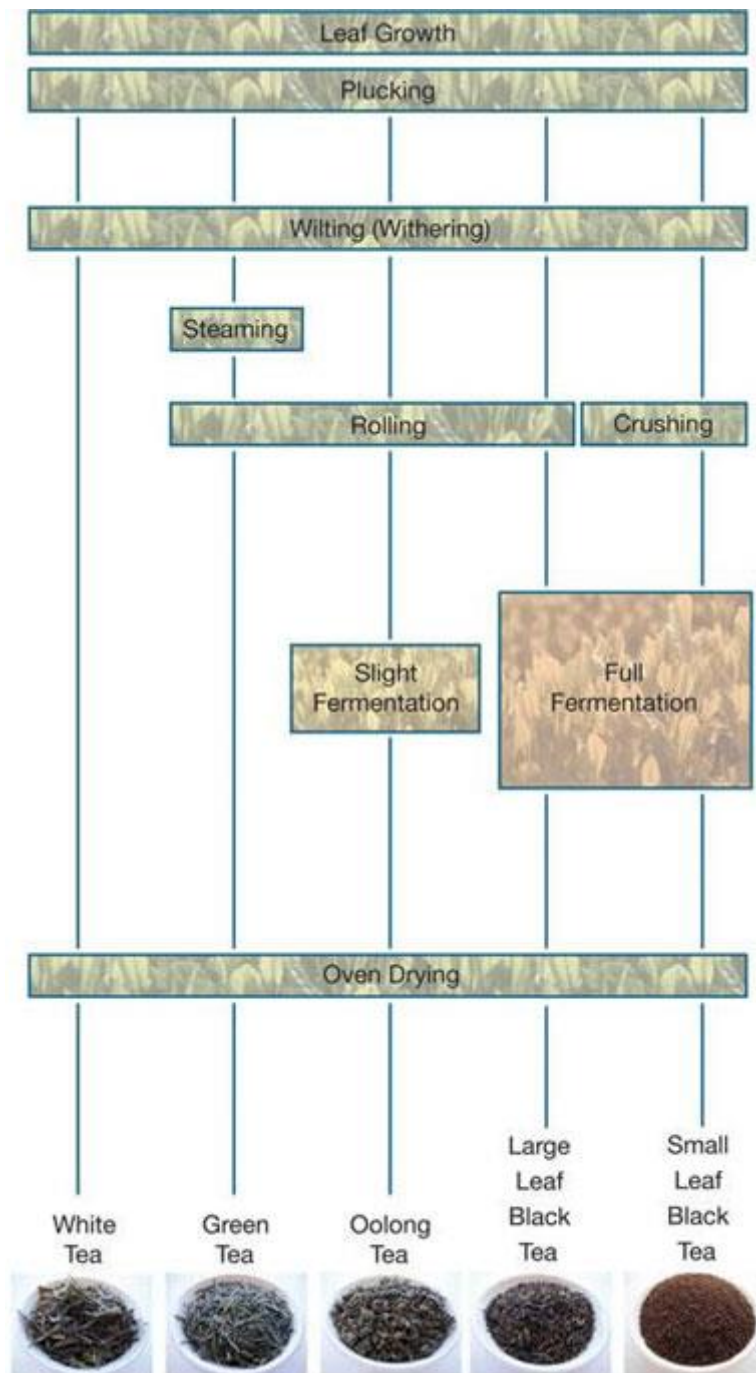 Leaf Growth
Plucking
Wilting (Withering)
Steaming
Rolling
Crushing
Slight
Fermentation
Full
Fermentation
Oven Drying
White
Tea
Green
Tea
Oolong
Tea
Large
Leaf
Black
Tea
Small
Leaf
Black
Tea